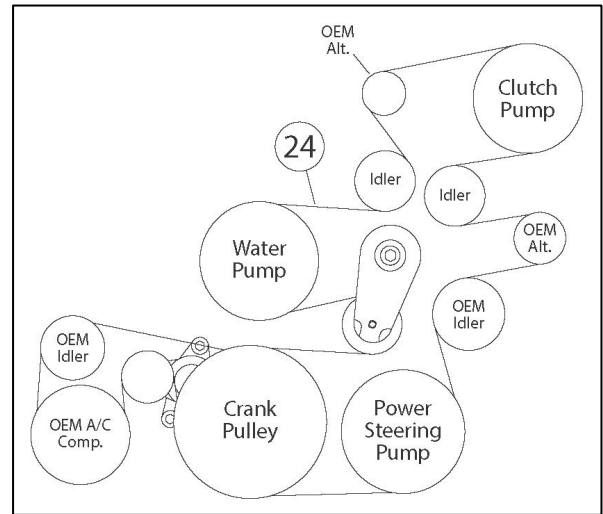 OEM
Alt.
Clutch
Pump
24
Idler
Idler
Water
Pump
OEM
Alt.
OEM
Idler
OEM
Idler
OEM A/C
Comp.
Crank
Pulley
Power
Steering
Pump